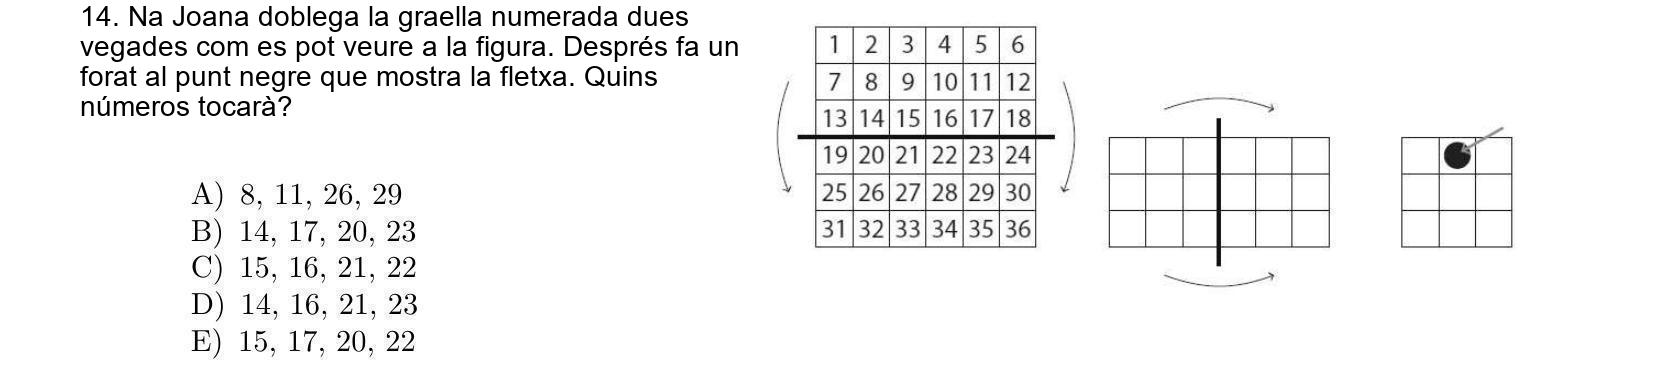 14. Na Joana doblega la graella numerada dues
vegades com es pot veure a la figura. Després fa un
forat al punt negre que mostra la fletxa. Quins
números tocarà?
A) 8, 11, 26, 29
B) 14, 17, 20, 23
C) 15, 16, 21, 22
D) 14, 16, 21, 23
E) 15, 17, 20, 22
1 2 3 4 5 6
7 8 9 10 11 12
13 14 15 16 17 18
19 20 21 22 23 24
25 26 27 28 29 30
31 32 33 34 35 36